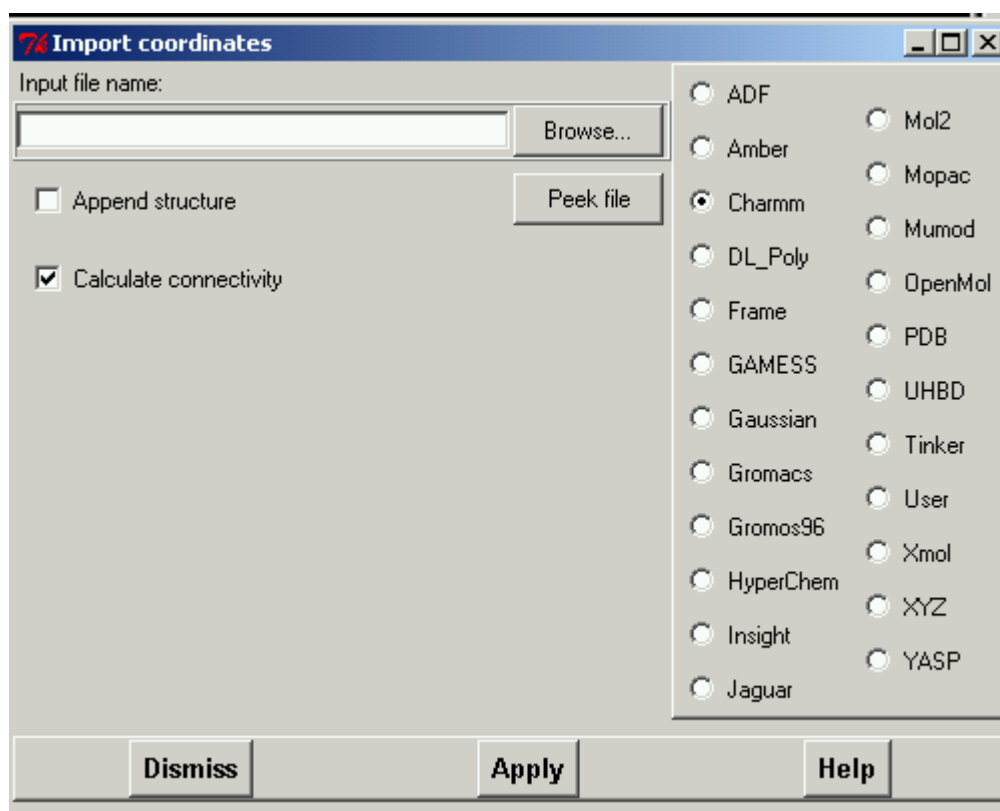 Import coordinates
Input file name:
Browse...
Append structure
Peek file
Calculate connectivity
ADF
Amber
Charmm
DL_Poly
Frame
GAMESS
Gaussian
Gromacs
Gromos96
HyperChem
Insight
Jaguar
Mol2
Mopac
Mumod
OpenMol
PDB
UHBD
Tinker
User
Xmol
XYZ
YASP
Dismiss
Apply
Help